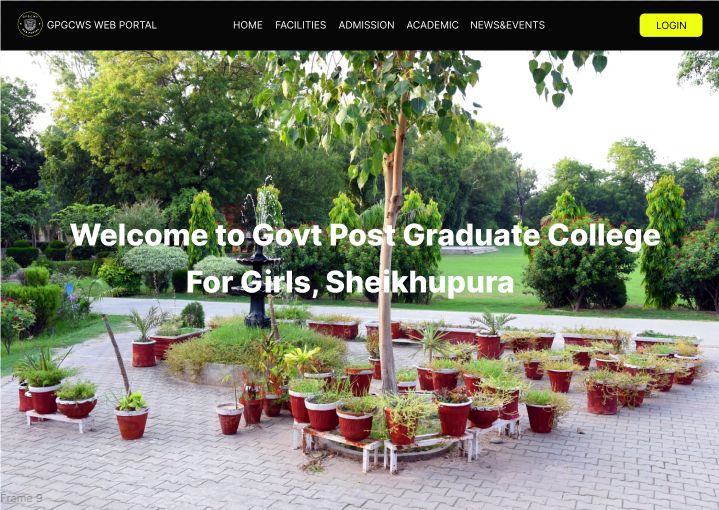 GPGCWS WEB PORTAL
HOME FACILITIES ADMISSION ACADEMIC NEWS&EVENTS
LOGIN
Welcome to Govt Post Graduate College
For Girls, Sheikhupura
Frame 9